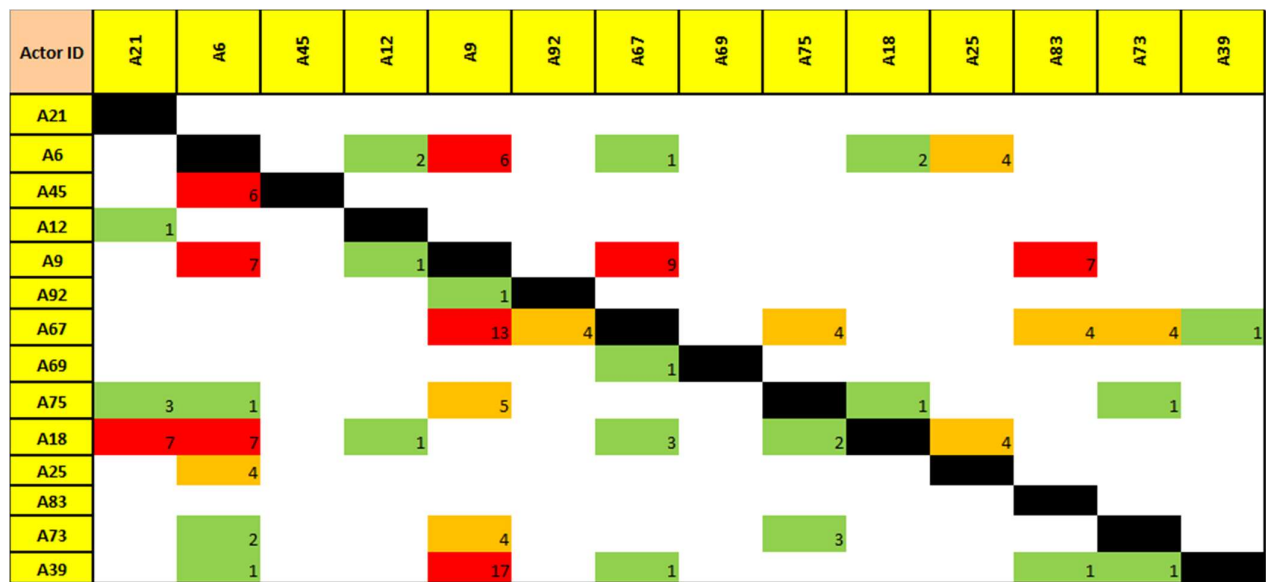 Actor ID A21 A6 A45 A12 A9 A92 A67 A69 A75 A18 A25 A83 A73 A39
A21
A6 2 6 1 2 4
A45 6
A12 1
A9 7 1 9 7
A92 1
A67 13 4 4 4 4 1
A69 1
A75 3 1 5 1 1
A18 7 7 1 3 2 4
A25 4
A83
A73 2 4 3
A39 1 17 1 1 1